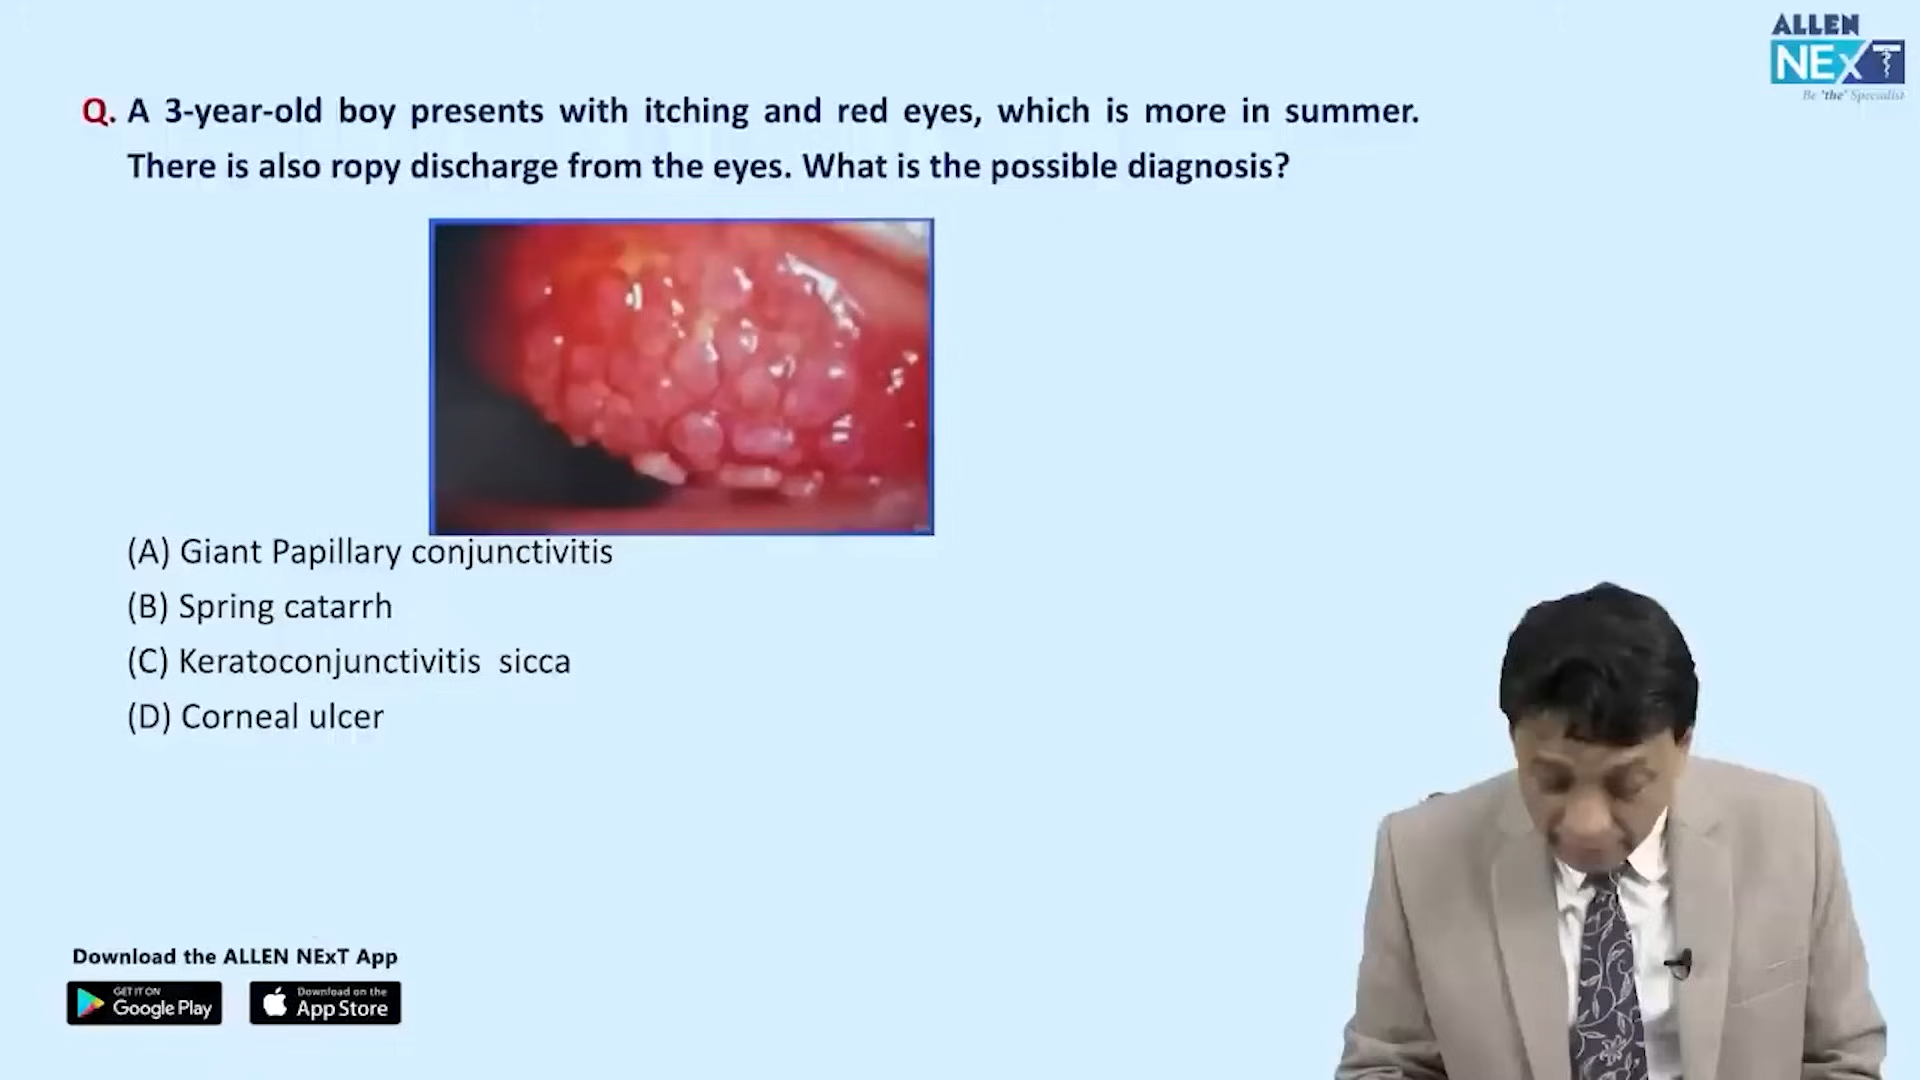 ALLEN
NExT
Be 'the' Specialist
Q. A 3-year-old boy presents with itching and red eyes, which is more in summer.
There is also ropy discharge from the eyes. What is the possible diagnosis?
(A) Giant Papillary conjunctivitis
(B) Spring catarrh
(C) Keratoconjunctivitis sicca
(D) Corneal ulcer
Download the ALLEN NExT App
GET IT ON
Google Play
Download on the
App Store